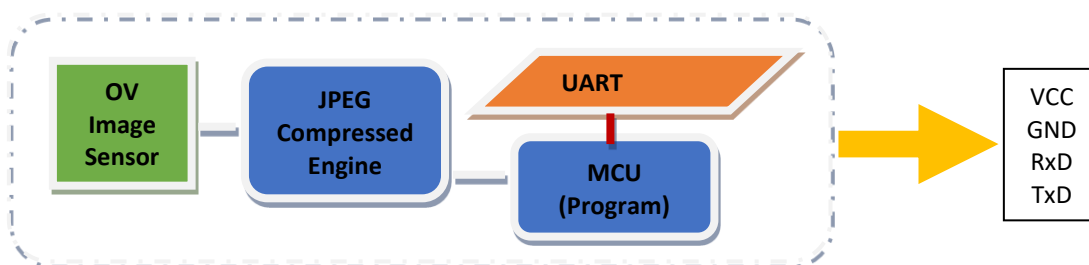 OV
Image
Sensor
JPEG
Compressed
Engine
UART
MCU
(Program)
VCC
GND
RxD
TxD